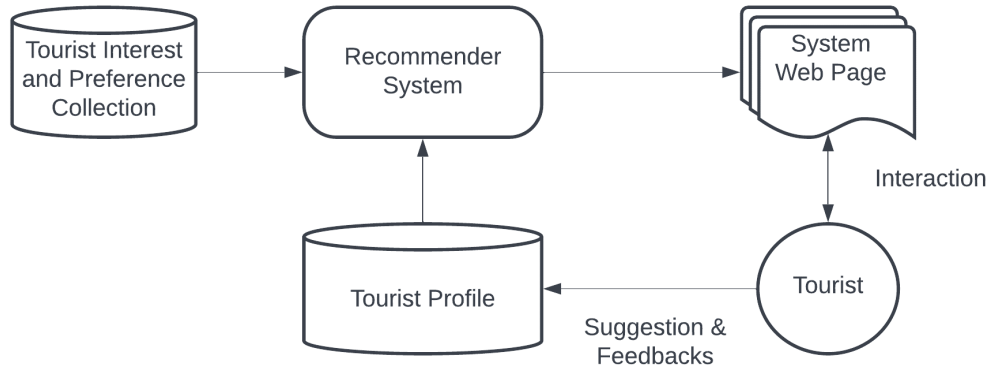 Tourist Interest
and Preference
Collection
Recommender
System
System
Web Page
Interaction
Tourist Profile
Tourist
Suggestion &
Feedbacks